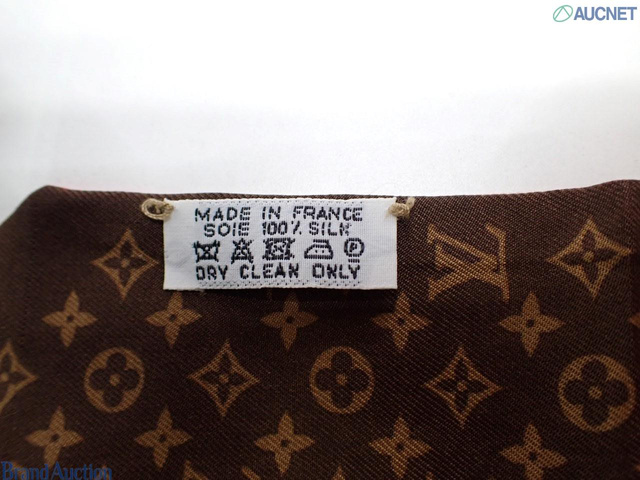 AUCNET
MADE IN FRANCE
SOIE 100% SILK
P
DRY CLEAN ONLY
LV
Brand Auction